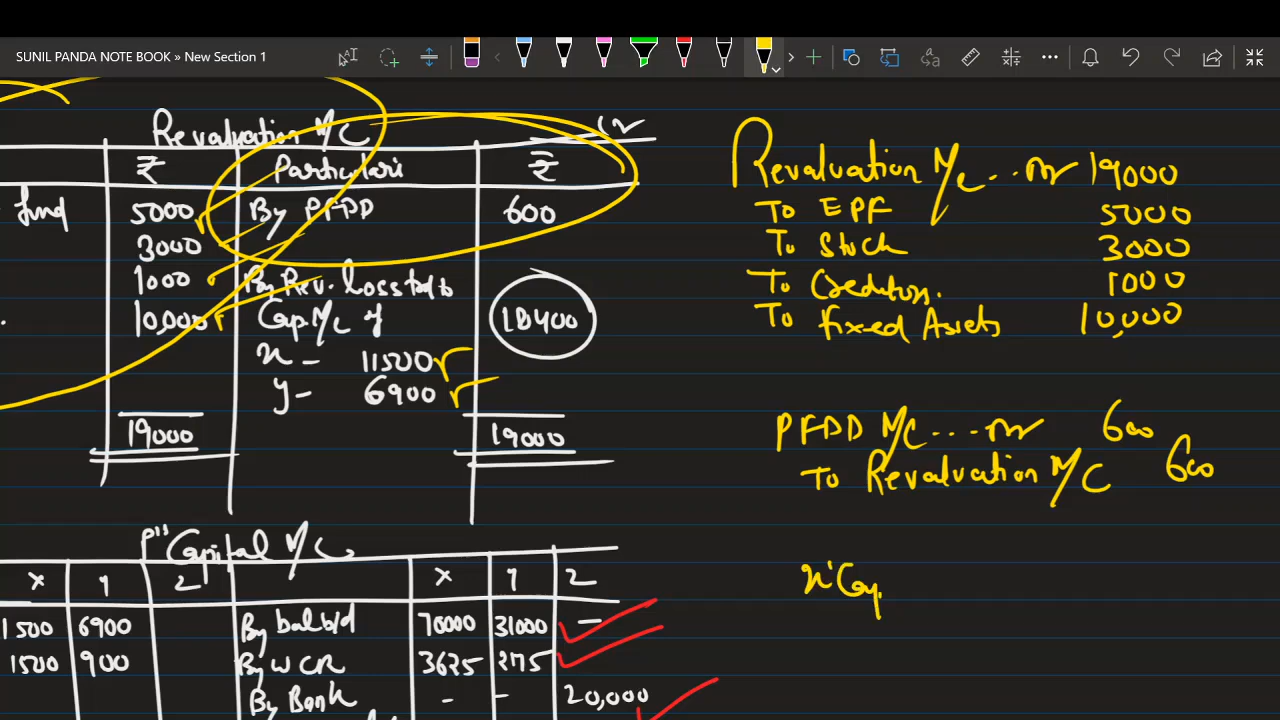 SUNIL PANDA NOTE BOOK » New Section 1
Revaluation A/C
Cr
₹ Particulars ₹
fund 5000 By PFDD 600
3000
1000 By Rev. loss tfd to
10,000 Cap. A/C of 18400
x - 11500
y - 6900
19000 19000
Pʳˢ Capital A/C
X Y Z X Y Z
1500 6900 By bal b/d 70000 31000 -
1500 900 By WCR 3625 275
By Bank - - 20,000
Revaluation A/C ... Dr 19000
To EPF 5000
To Stock 3000
To Creditors. 1000
To Fixed Assets 10,000
PFDD A/C ... Dr 600
To Revaluation A/C 600
x' Cap.